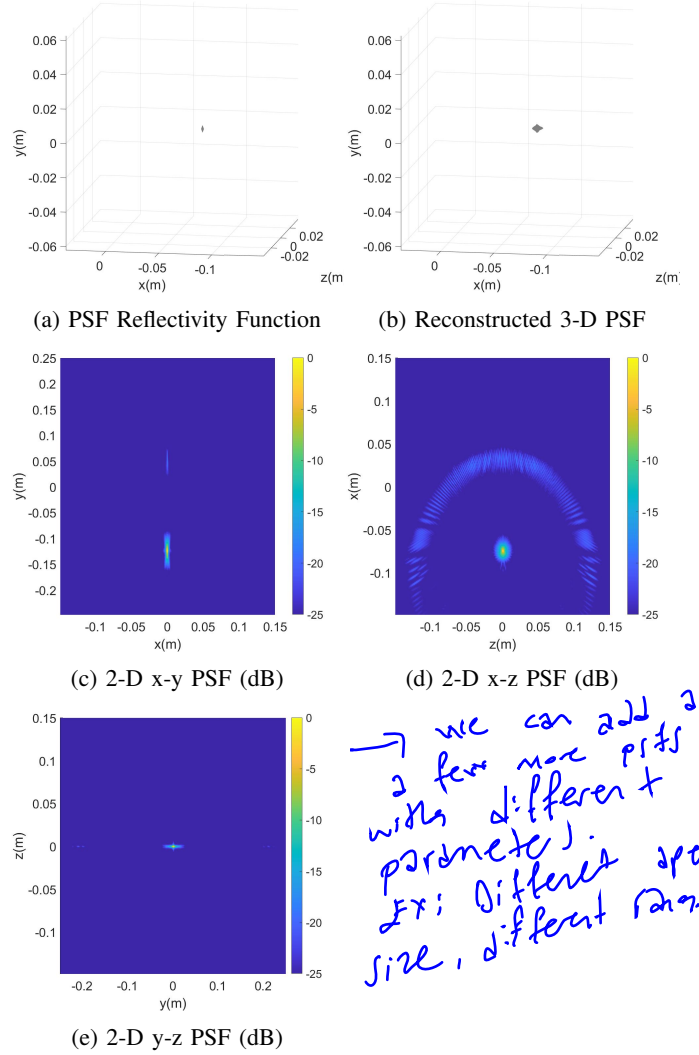 0.06
0.04
0.02
0
-0.02
-0.04
-0.06
y(m)
0 -0.05 -0.1
x(m)
0.02
0
-0.02
z(m
(a) PSF Reflectivity Function
0.06
0.04
0.02
0
-0.02
-0.04
-0.06
y(m)
0 -0.05 -0.1
x(m)
0.02
0
-0.02
z(m
(b) Reconstructed 3-D PSF
0.25
0.2
0.15
0.1
0.05
0
-0.05
-0.1
-0.15
-0.2
y(m)
-0.1 -0.05 0 0.05 0.1 0.15
x(m)
0
-5
-10
-15
-20
-25
(c) 2-D x-y PSF (dB)
0.15
0.1
0.05
0
-0.05
-0.1
x(m)
-0.1 -0.05 0 0.05 0.1 0.15
z(m)
0
-5
-10
-15
-20
-25
(d) 2-D x-z PSF (dB)
0.15
0.1
0.05
0
-0.05
-0.1
z(m)
-0.2 -0.1 0 0.1 0.2
y(m)
0
-5
-10
-15
-20
-25
(e) 2-D y-z PSF (dB)
we can add a
a few more psfs
with different
parameters.
Ex: Different ape
size, different